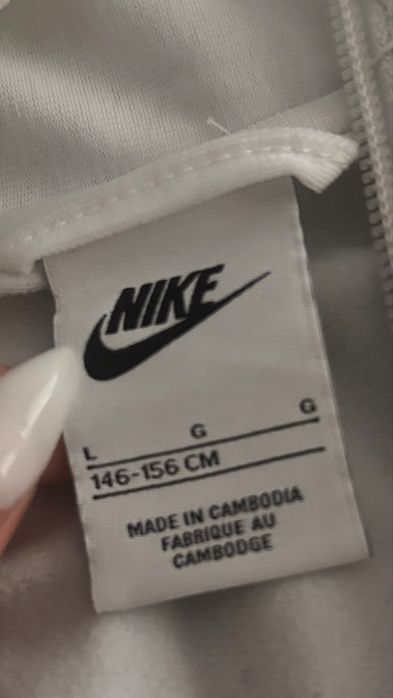 NIKE
L G G
146-156 CM
MADE IN CAMBODIA
FABRIQUE AU
CAMBODGE